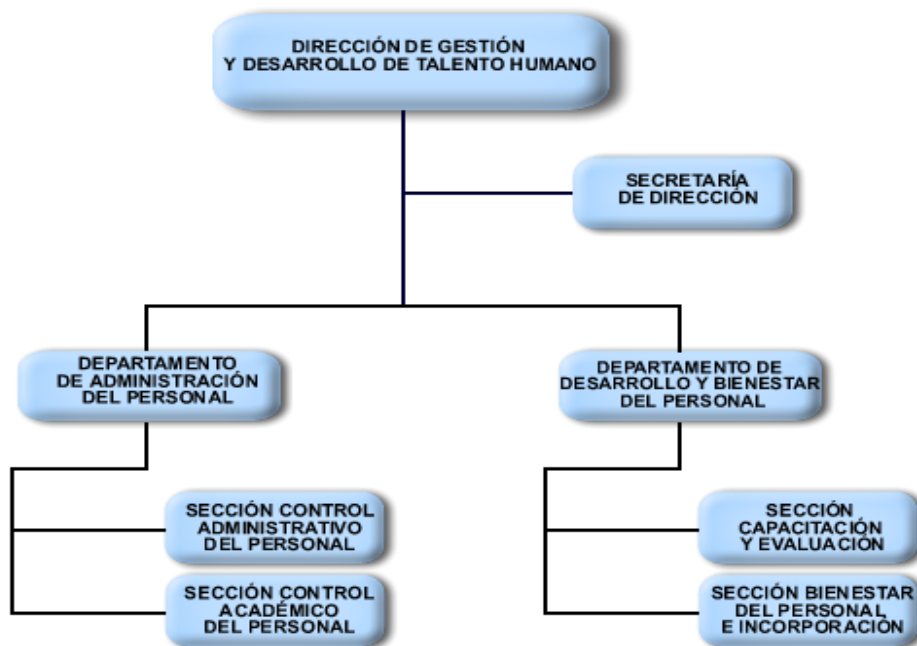 DIRECCIÓN DE GESTIÓN
Y DESARROLLO DE TALENTO HUMANO
SECRETARÍA
DE DIRECCIÓN
DEPARTAMENTO
DE ADMINISTRACIÓN
DEL PERSONAL
DEPARTAMENTO DE
DESARROLLO Y BIENESTAR
DEL PERSONAL
SECCIÓN CONTROL
ADMINISTRATIVO
DEL PERSONAL
SECCIÓN CONTROL
ACADÉMICO
DEL PERSONAL
SECCIÓN
CAPACITACIÓN
Y EVALUACIÓN
SECCIÓN BIENESTAR
DEL PERSONAL
E INCORPORACIÓN